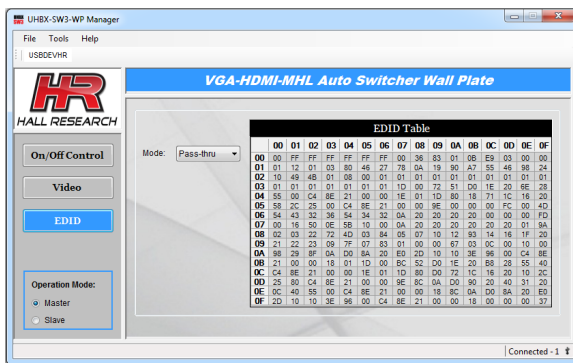 UHBX-SW3-WP Manager
File Tools Help
USBDEVHR
HR
HALL RESEARCH
VGA-HDMI-MHL Auto Switcher Wall Plate
On/Off Control
Video
EDID
Operation Mode:
Master
Slave
Mode: Pass-thru
EDID Table
00 01 02 03 04 05 06 07 08 09 0A 0B 0C 0D 0E 0F
00 00 FF FF FF FF FF FF 00 36 83 01 0B E9 03 00 00
01 01 12 01 03 80 46 27 78 0A 19 90 A7 55 46 98 24
02 10 49 4B 01 08 00 01 01 01 01 01 01 01 01 01 01
03 01 01 01 01 01 01 1D 00 72 51 D0 1E 20 6E 28
04 55 00 C4 8E 21 00 00 1E 01 1D 80 18 71 1C 16 20
05 58 2C 25 00 C4 8E 21 00 00 9E 00 00 00 FC 00 4D
06 54 43 32 36 54 34 32 0A 20 20 20 20 00 00 00 FD
07 00 16 50 0E 5B 10 00 0A 20 20 20 20 20 20 01 9A
08 02 03 22 72 4D 03 84 05 07 10 12 93 14 16 1F 20
09 21 22 23 09 7F 07 83 01 00 00 67 03 0C 00 10 00
0A 98 29 8F 0A D0 8A 20 E0 2D 10 10 3E 96 00 C4 8E
0B 21 00 00 18 01 1D 00 BC 52 D0 1E 20 B8 28 55 40
0C C4 8E 21 00 00 1E 01 1D 80 D0 72 1C 16 20 10 2C
0D 25 80 C4 8E 21 00 00 9E 8C 0A D0 90 20 40 31 20
0E 0C 40 55 00 C4 8E 21 00 00 18 8C 0A D0 8A 20 E0
0F 2D 10 10 3E 96 00 C4 8E 21 00 00 18 00 00 00 37
Connected - 1